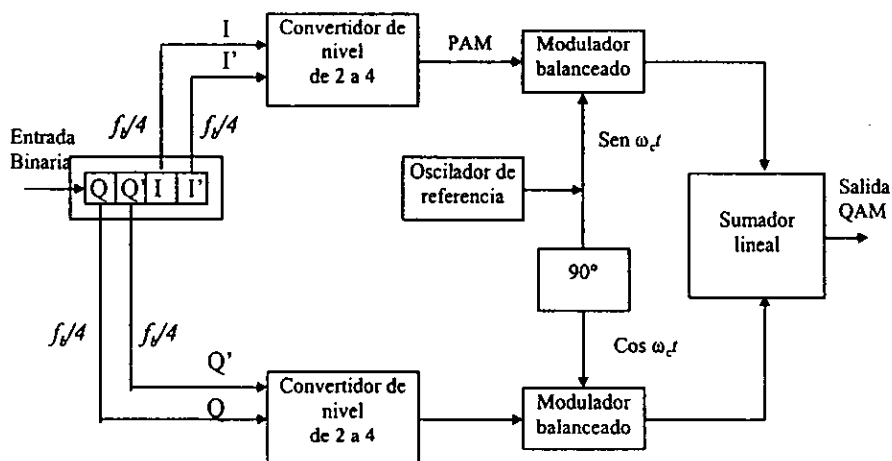 I
I'
Convertidor de
nivel
de 2 a 4
PAM
Modulador
balanceado
f_b/4
f_b/4
Entrada
Binaria
Q Q' I I'
Sen ω_c t
Oscilador de
referencia
Sumador
lineal
Salida
QAM
90°
f_b/4
f_b/4
Cos ω_c t
Q'
Q
Convertidor de
nivel
de 2 a 4
Modulador
balanceado